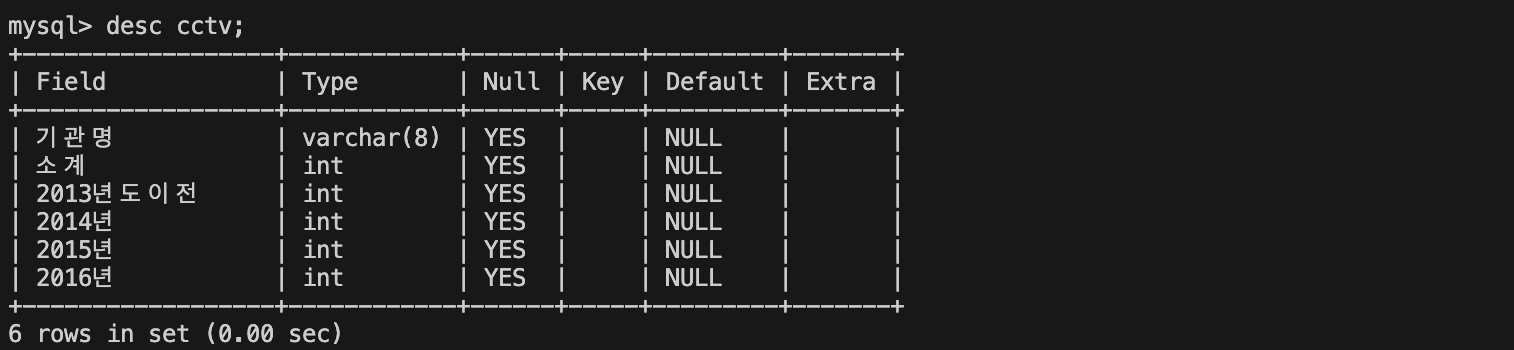 mysql> desc cctv;
+------------------+------------+------+-----+---------+-------+
| Field            | Type       | Null | Key | Default | Extra |
+------------------+------------+------+-----+---------+-------+
| 기관명           | varchar(8) | YES  |     | NULL    |       |
| 소계             | int        | YES  |     | NULL    |       |
| 2013년도이전     | int        | YES  |     | NULL    |       |
| 2014년           | int        | YES  |     | NULL    |       |
| 2015년           | int        | YES  |     | NULL    |       |
| 2016년           | int        | YES  |     | NULL    |       |
+------------------+------------+------+-----+---------+-------+
6 rows in set (0.00 sec)